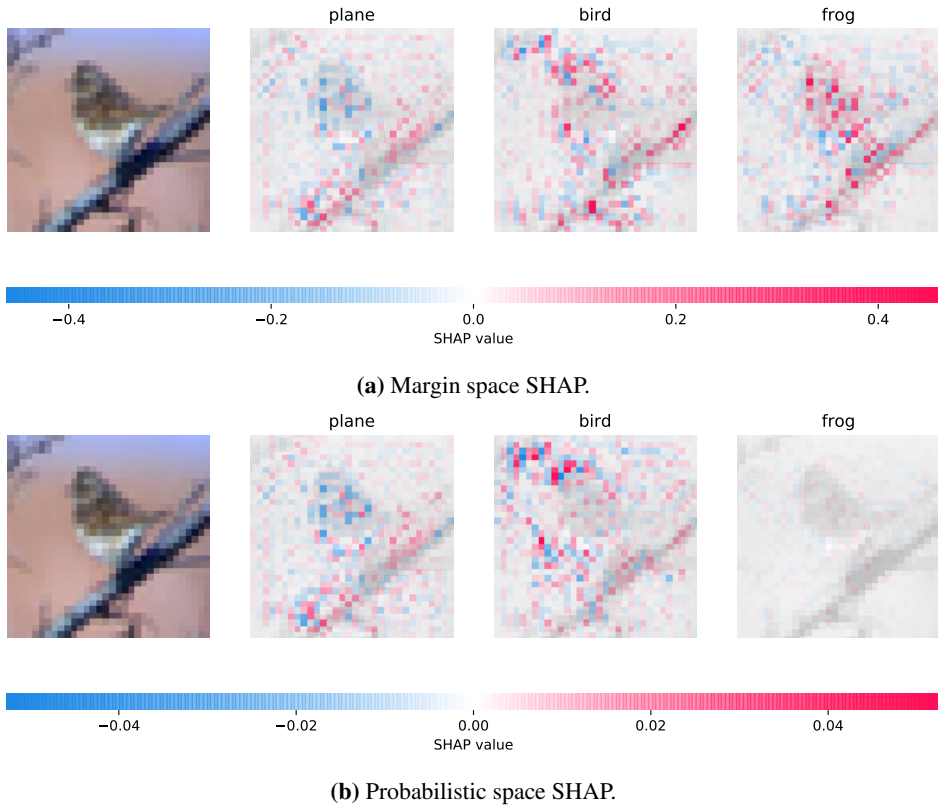 plane bird frog
−0.4 −0.2 0.0 0.2 0.4
SHAP value
(a) Margin space SHAP.
plane bird frog
−0.04 −0.02 0.00 0.02 0.04
SHAP value
(b) Probabilistic space SHAP.